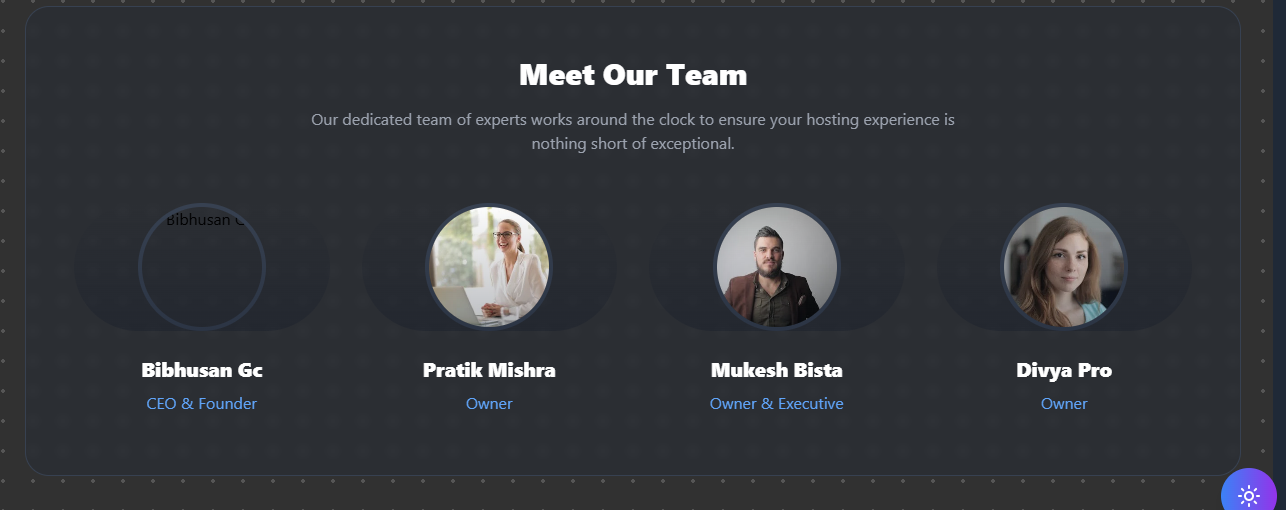 Meet Our Team
Our dedicated team of experts works around the clock to ensure your hosting experience is
nothing short of exceptional.
Bibhusan
Bibhusan Gc
Pratik Mishra
Mukesh Bista
Divya Pro
CEO & Founder
Owner
Owner & Executive
Owner